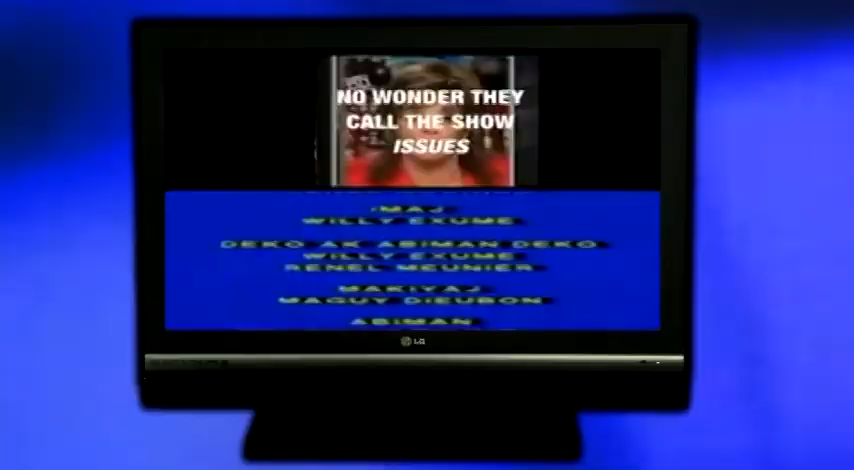 NO WONDER THEY
CALL THE SHOW
ISSUES
IMAJ
WILLY EXUME
DEKO AK ABIMAN DEKO
WILLY EXUME
RENEL MEUNIER
MAKIYAJ
MAGUY DIEUBON
ABIMAN
LG